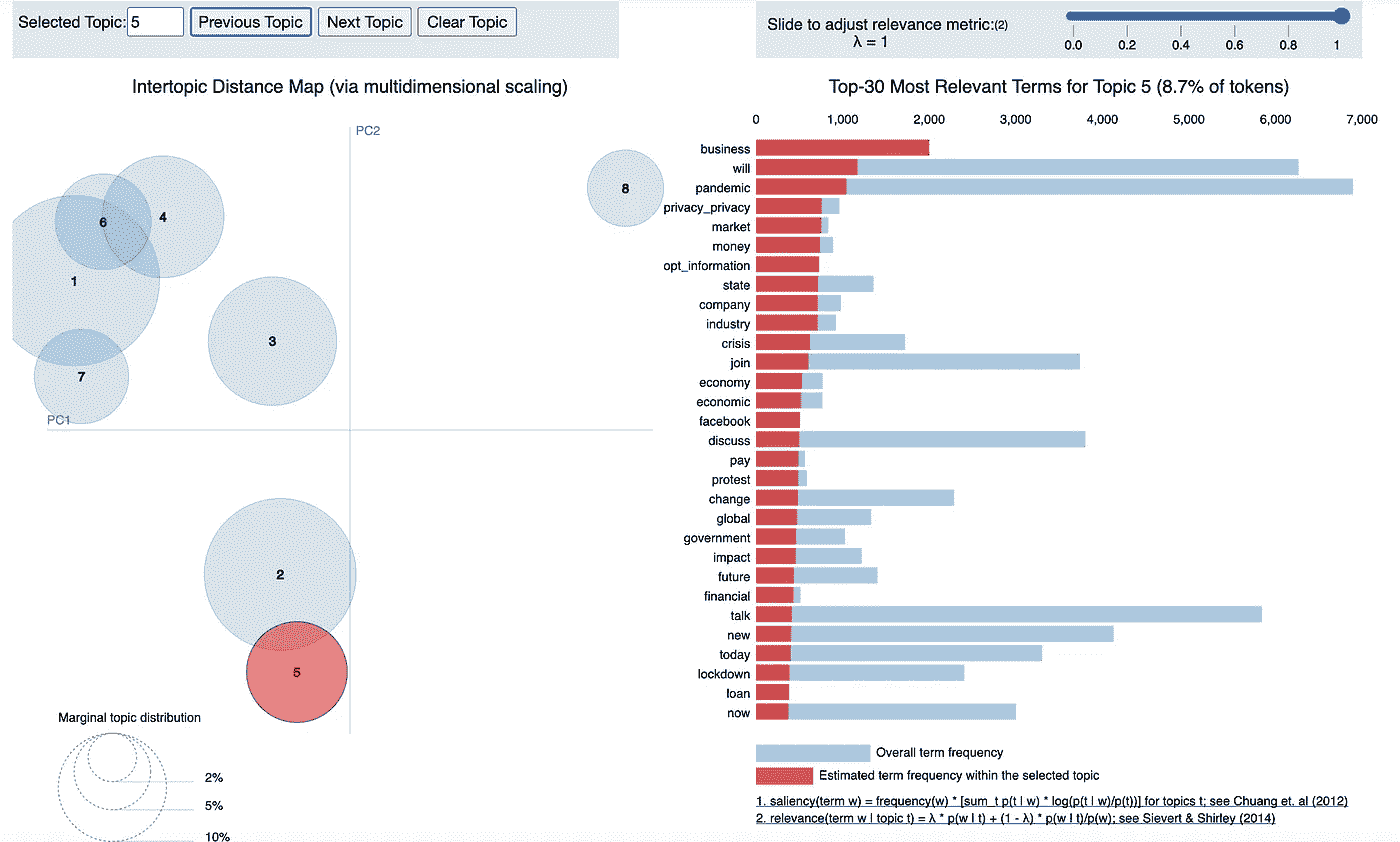 Selected Topic: 5 Previous Topic Next Topic Clear Topic
Slide to adjust relevance metric:(2)
λ = 1
0.0 0.2 0.4 0.6 0.8 1
Intertopic Distance Map (via multidimensional scaling)
PC2
PC1
6
4
1
7
3
8
2
5
Marginal topic distribution
2%
5%
10%
Top-30 Most Relevant Terms for Topic 5 (8.7% of tokens)
0 1,000 2,000 3,000 4,000 5,000 6,000 7,000
business
will
pandemic
privacy_privacy
market
money
opt_information
state
company
industry
crisis
join
economy
economic
facebook
discuss
pay
protest
change
global
government
impact
future
financial
talk
new
today
lockdown
loan
now
Overall term frequency
Estimated term frequency within the selected topic
1. saliency(term w) = frequency(w) * [sum_t p(t | w) * log(p(t | w)/p(t))] for topics t; see Chuang et. al (2012)
2. relevance(term w | topic t) = λ * p(w | t) + (1 - λ) * p(w | t)/p(w); see Sievert & Shirley (2014)